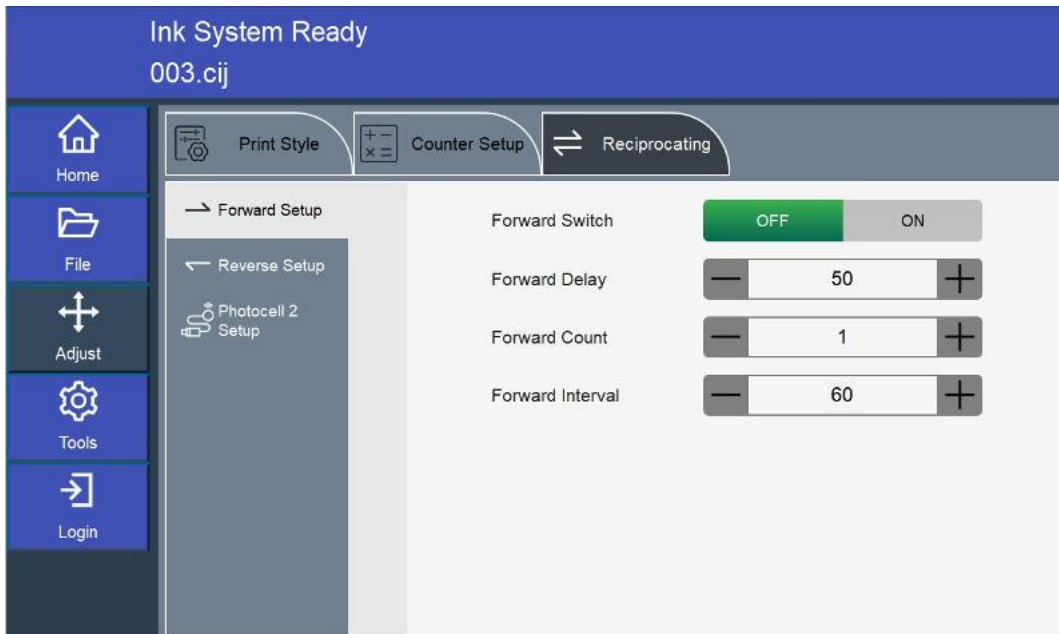 Ink System Ready
003.cij
Home
File
Adjust
Tools
Login
Print Style
Counter Setup
Reciprocating
Forward Setup
Reverse Setup
Photocell 2
Setup
Forward Switch
OFF
ON
Forward Delay
50
Forward Count
1
Forward Interval
60